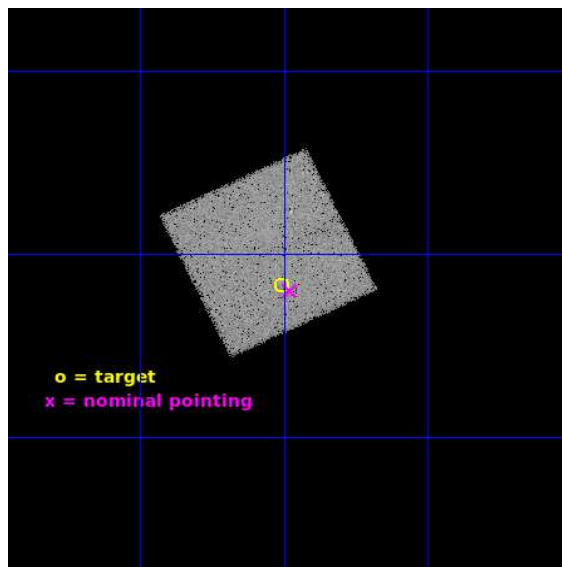 o = target
x = nominal pointing